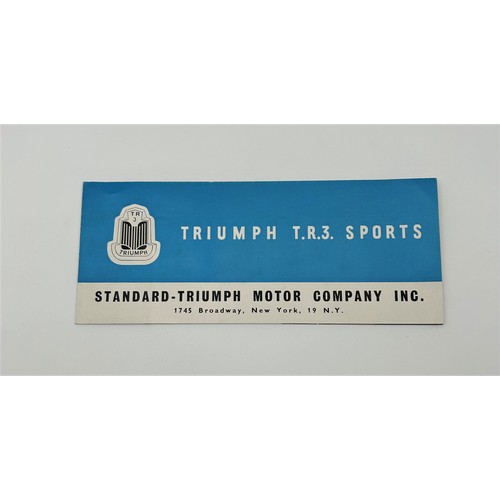 TR
3
TRIUMPH
TRIUMPH T.R.3. SPORTS
STANDARD-TRIUMPH MOTOR COMPANY INC.
1745 Broadway, New York, 19 N.Y.